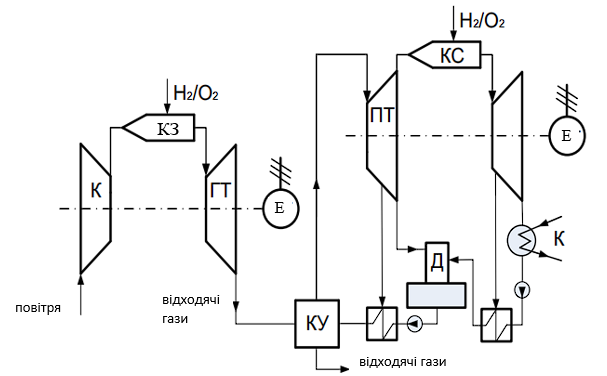 H₂/O₂
КС
H₂/O₂
ПТ
Е
КЗ
К
ГТ
Е
К
Д
повітря
відходячі
гази
КУ
відходячі гази